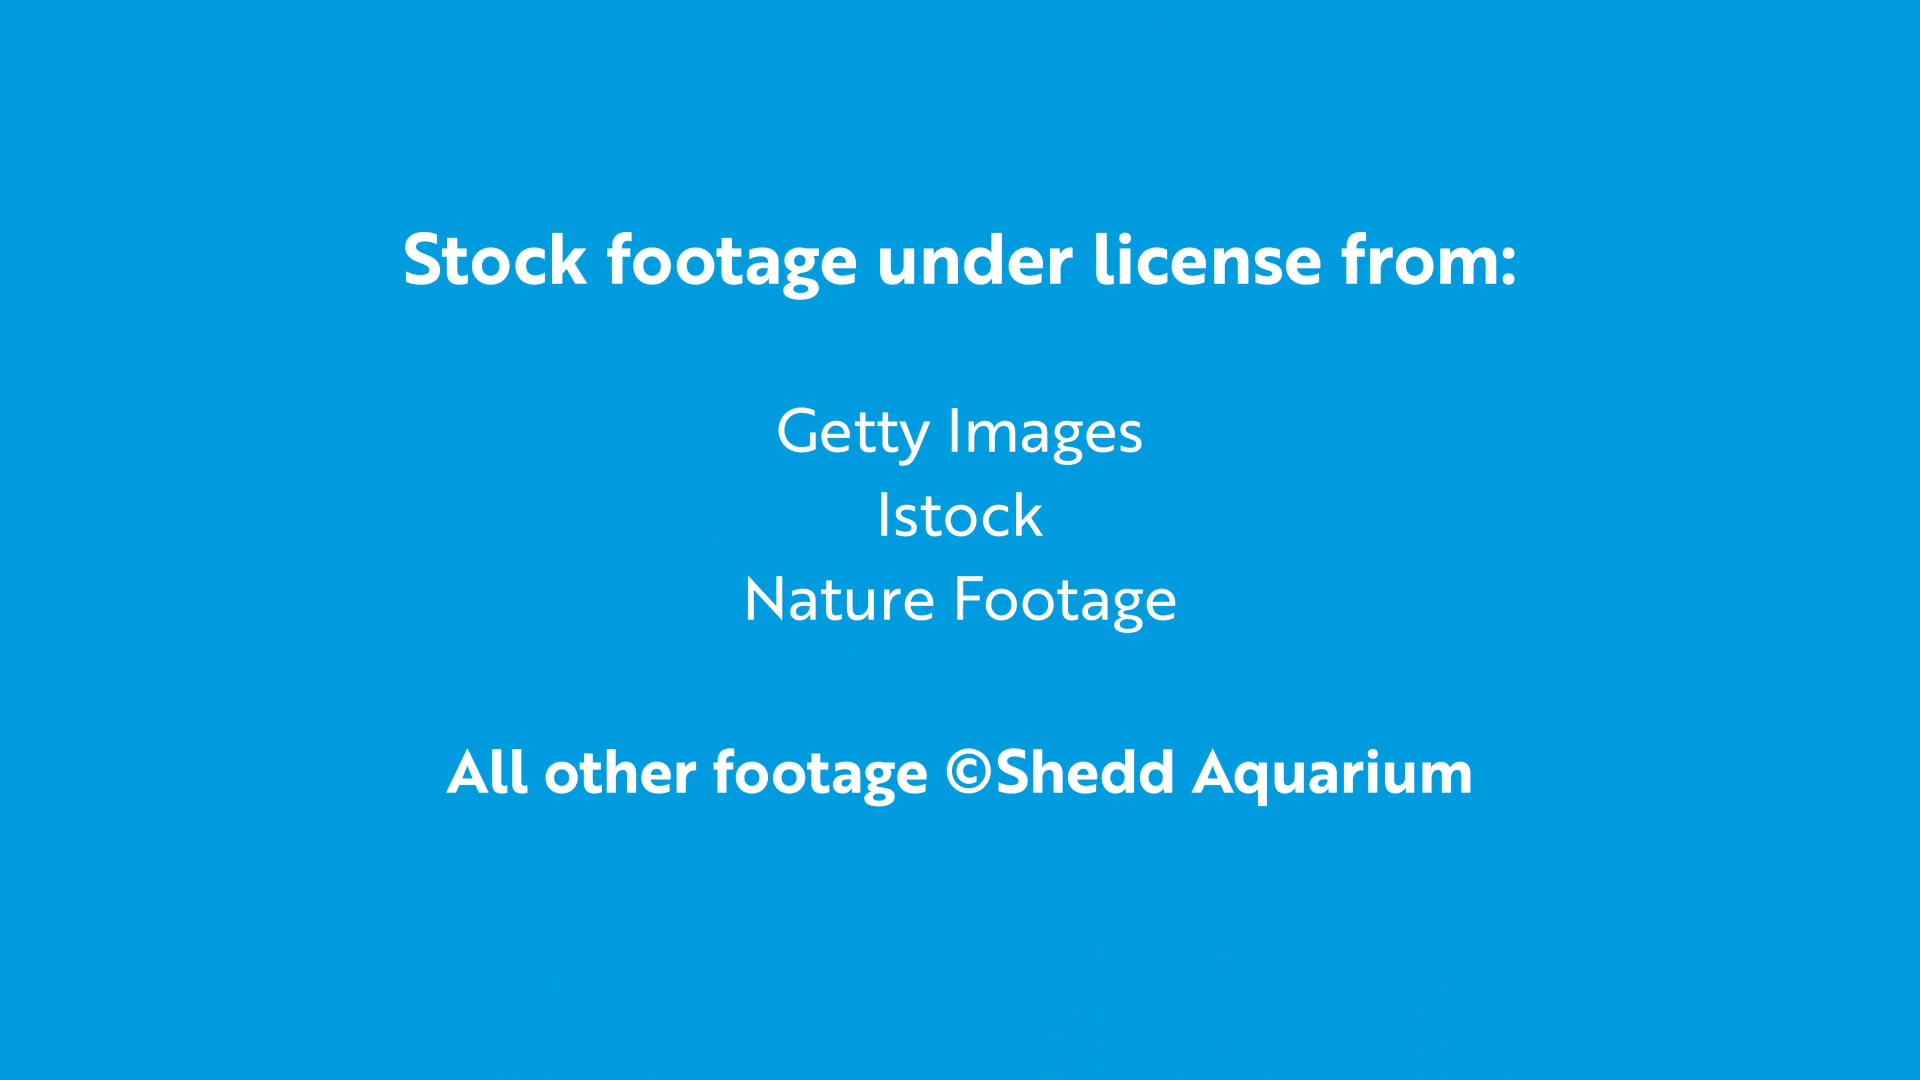 Stock footage under license from:
Getty Images
Istock
Nature Footage
All other footage ©Shedd Aquarium